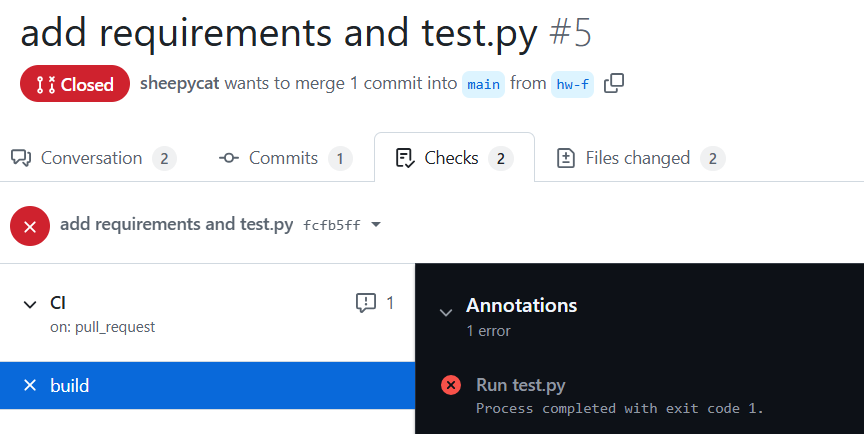 add requirements and test.py #5
Closed sheepycat wants to merge 1 commit into main from hw-f
Conversation 2 Commits 1 Checks 2 Files changed 2
add requirements and test.py fcfb5ff
CI 1
on: pull_request
build
Annotations
1 error
Run test.py
Process completed with exit code 1.